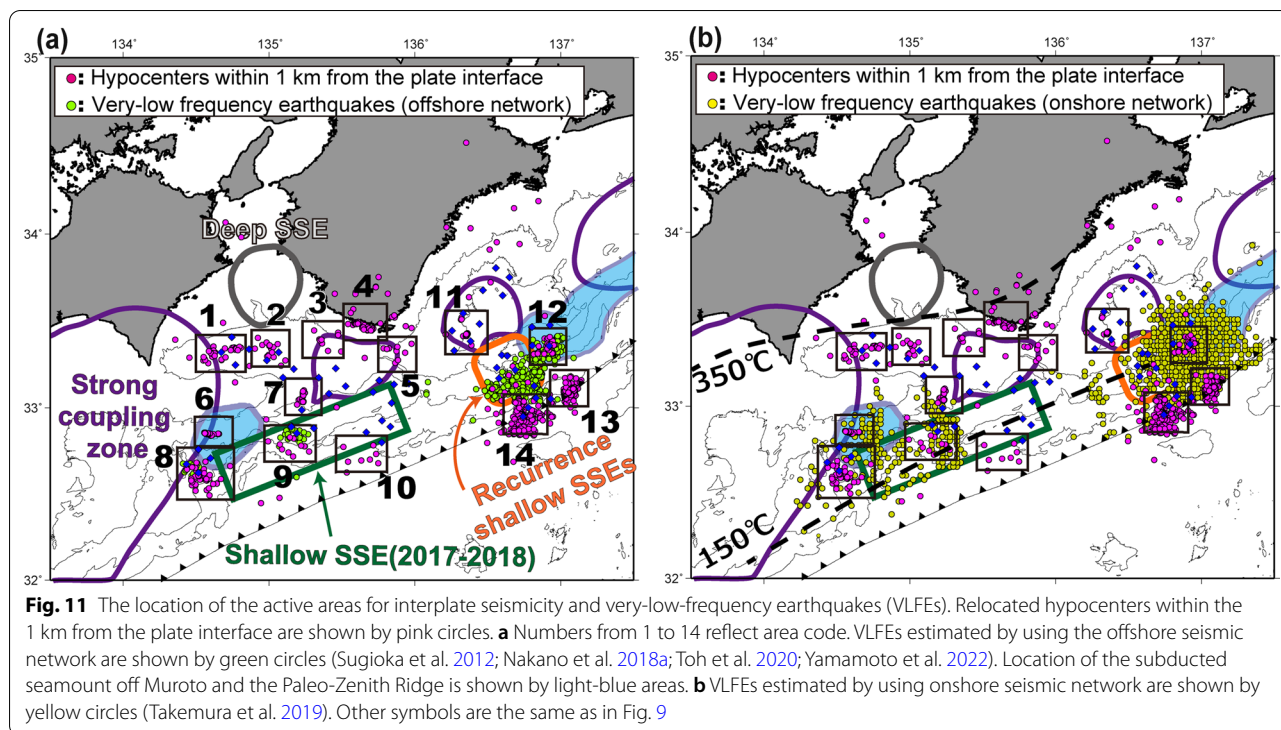 (a)
134° 135° 136° 137°
35°
: Hypocenters within 1 km from the plate interface
: Very-low frequency earthquakes (offshore network)
34°
Deep SSE
1 2 3 4 11 12
33°
Strong
coupling
zone
6 7 5 13
8 14
9 10
Recurrence
shallow SSEs
Shallow SSE(2017-2018)
32°
(b)
134° 135° 136° 137°
35°
: Hypocenters within 1 km from the plate interface
: Very-low frequency earthquakes (onshore network)
34°
350℃
33°
150℃
32°
Fig. 11 The location of the active areas for interplate seismicity and very-low-frequency earthquakes (VLFEs). Relocated hypocenters within the
1 km from the plate interface are shown by pink circles. a Numbers from 1 to 14 reflect area code. VLFEs estimated by using the offshore seismic
network are shown by green circles (Sugioka et al. 2012; Nakano et al. 2018a; Toh et al. 2020; Yamamoto et al. 2022). Location of the subducted
seamount off Muroto and the Paleo-Zenith Ridge is shown by light-blue areas. b VLFEs estimated by using onshore seismic network are shown by
yellow circles (Takemura et al. 2019). Other symbols are the same as in Fig. 9